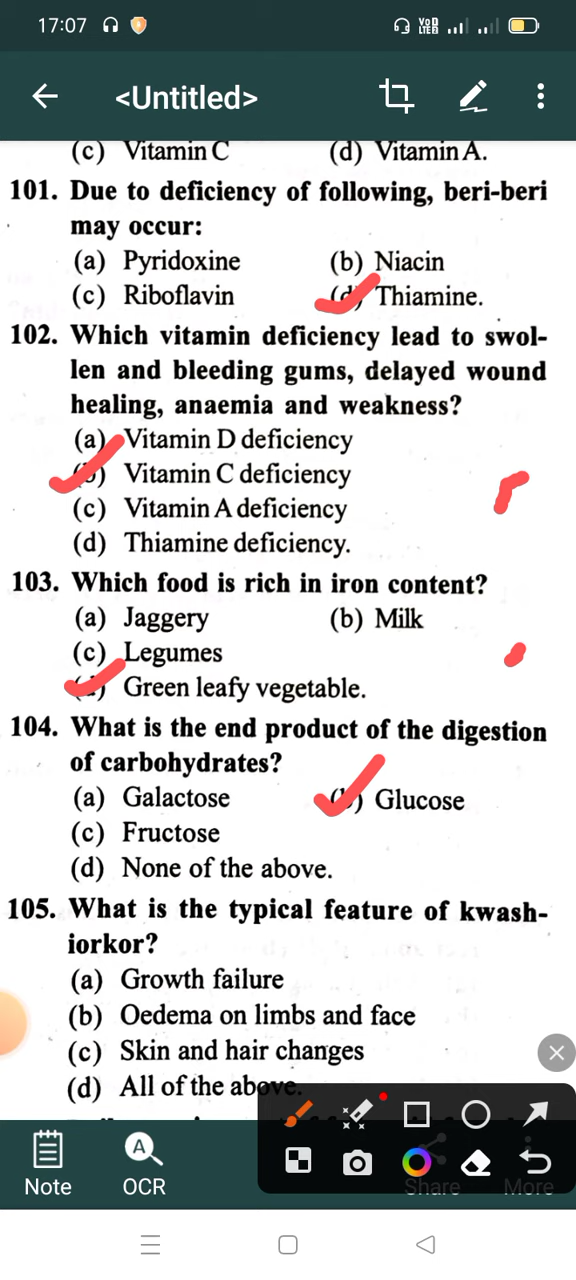 17:07
VoD LTE2
<Untitled>
(c) Vitamin C (d) Vitamin A.
101. Due to deficiency of following, beri-beri
may occur:
(a) Pyridoxine (b) Niacin
(c) Riboflavin (d) Thiamine.
102. Which vitamin deficiency lead to swol-
len and bleeding gums, delayed wound
healing, anaemia and weakness?
(a) Vitamin D deficiency
(b) Vitamin C deficiency
(c) Vitamin A deficiency
(d) Thiamine deficiency.
103. Which food is rich in iron content?
(a) Jaggery (b) Milk
(c) Legumes
(d) Green leafy vegetable.
104. What is the end product of the digestion
of carbohydrates?
(a) Galactose (b) Glucose
(c) Fructose
(d) None of the above.
105. What is the typical feature of kwash-
iorkor?
(a) Growth failure
(b) Oedema on limbs and face
(c) Skin and hair changes
(d) All of the above.
A
Note OCR Share More